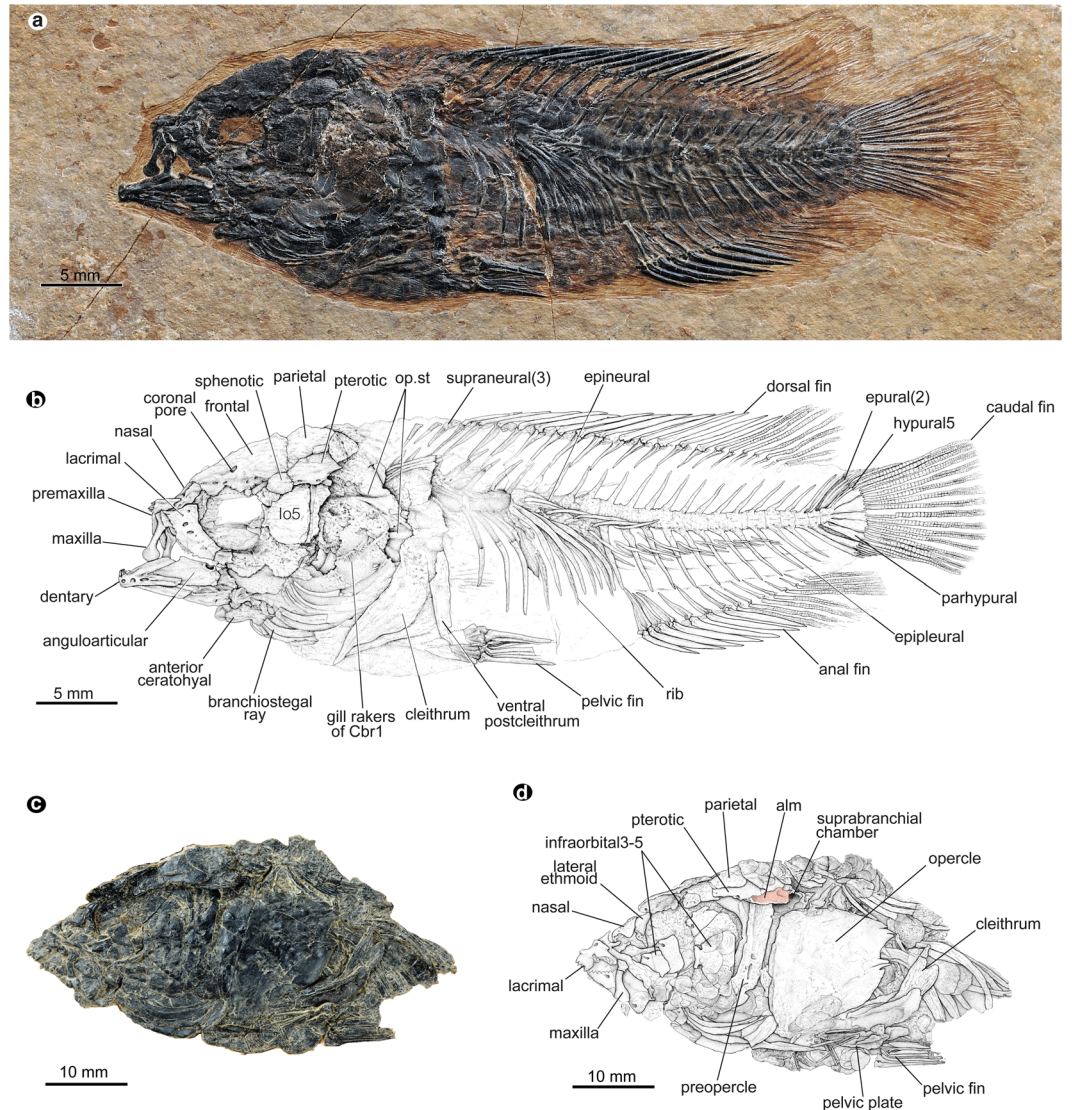 a
5 mm
b
sphenotic
parietal
pterotic
op.st
supraneural(3)
epineural
dorsal fin
coronal
pore
frontal
epural(2)
hypural5
caudal fin
nasal
lacrimal
premaxilla
Io5
maxilla
dentary
parhypural
anguloarticular
epipleural
anterior
ceratohyal
anal fin
branchiostegal
ray
gill rakers
of Cbr1
cleithrum
ventral
postcleithrum
pelvic fin
rib
5 mm
c
10 mm
d
parietal
alm
pterotic
suprabranchial
chamber
infraorbital3-5
opercle
lateral
ethmoid
nasal
cleithrum
lacrimal
maxilla
10 mm
preopercle
pelvic plate
pelvic fin